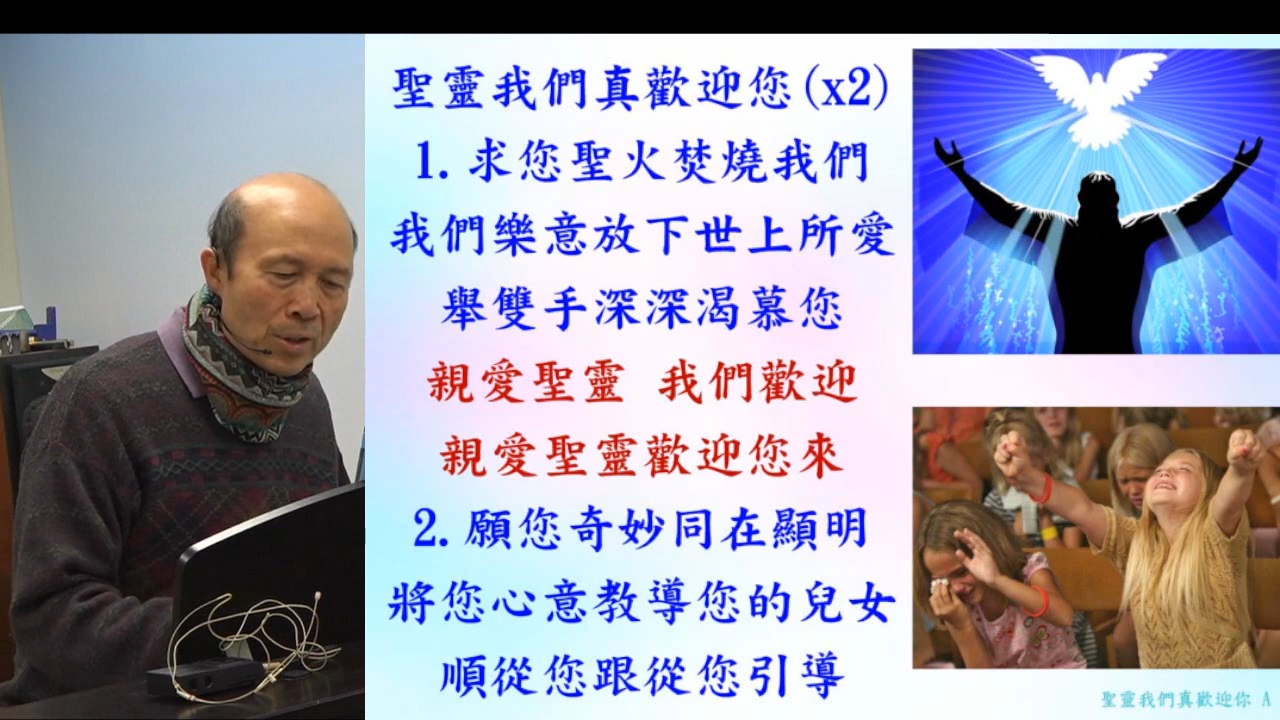 聖靈我們真歡迎您(x2)
1.求您聖火焚燒我們
我們樂意放下世上所愛
舉雙手深深渴慕您
親愛聖靈 我們歡迎
親愛聖靈歡迎您來
2.願您奇妙同在顯明
將您心意教導您的兒女
順從您跟從您引導
聖靈我們真歡迎你 A